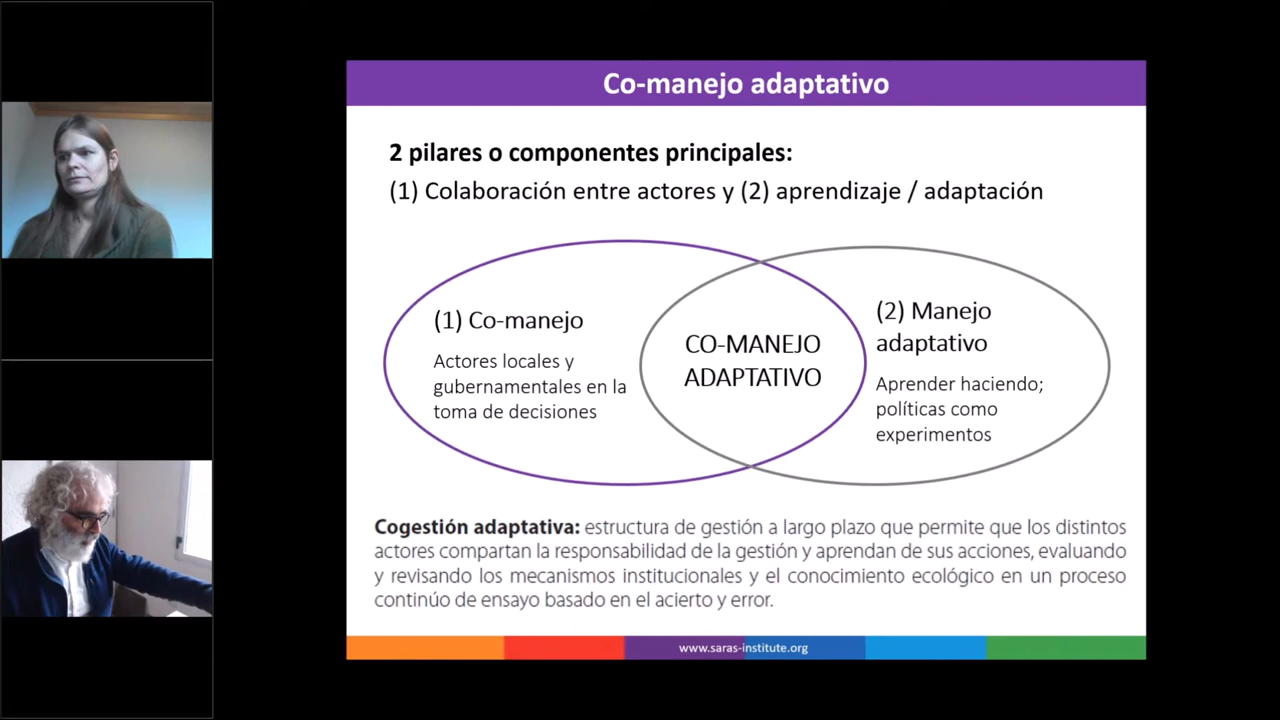 Co-manejo adaptativo
2 pilares o componentes principales:
(1) Colaboración entre actores y (2) aprendizaje / adaptación
(1) Co-manejo
Actores locales y
gubernamentales en la
toma de decisiones
CO-MANEJO
ADAPTATIVO
(2) Manejo
adaptativo
Aprender haciendo;
políticas como
experimentos
Cogestión adaptativa: estructura de gestión a largo plazo que permite que los distintos
actores compartan la responsabilidad de la gestión y aprendan de sus acciones, evaluando
y revisando los mecanismos institucionales y el conocimiento ecológico en un proceso
continúo de ensayo basado en el acierto y error.
www.saras-institute.org